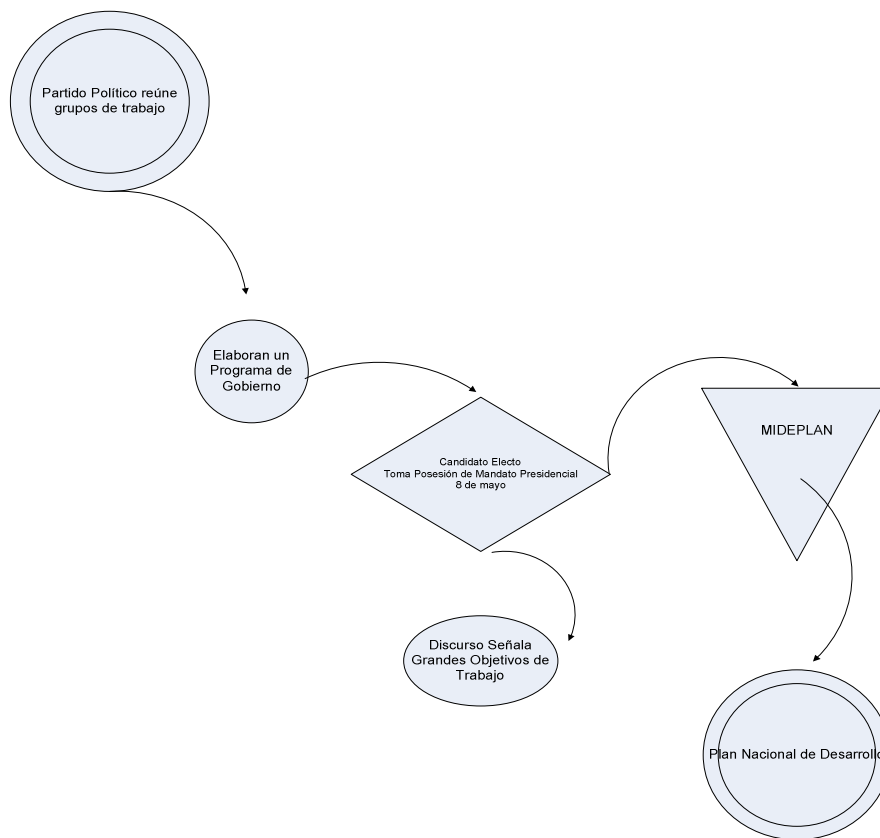 Partido Político reúne
grupos de trabajo
Elaboran un
Programa de
Gobierno
Candidato Electo
Toma Posesión de Mandato Presidencial
8 de mayo
MIDEPLAN
Discurso Señala
Grandes Objetivos de
Trabajo
Plan Nacional de Desarrollo